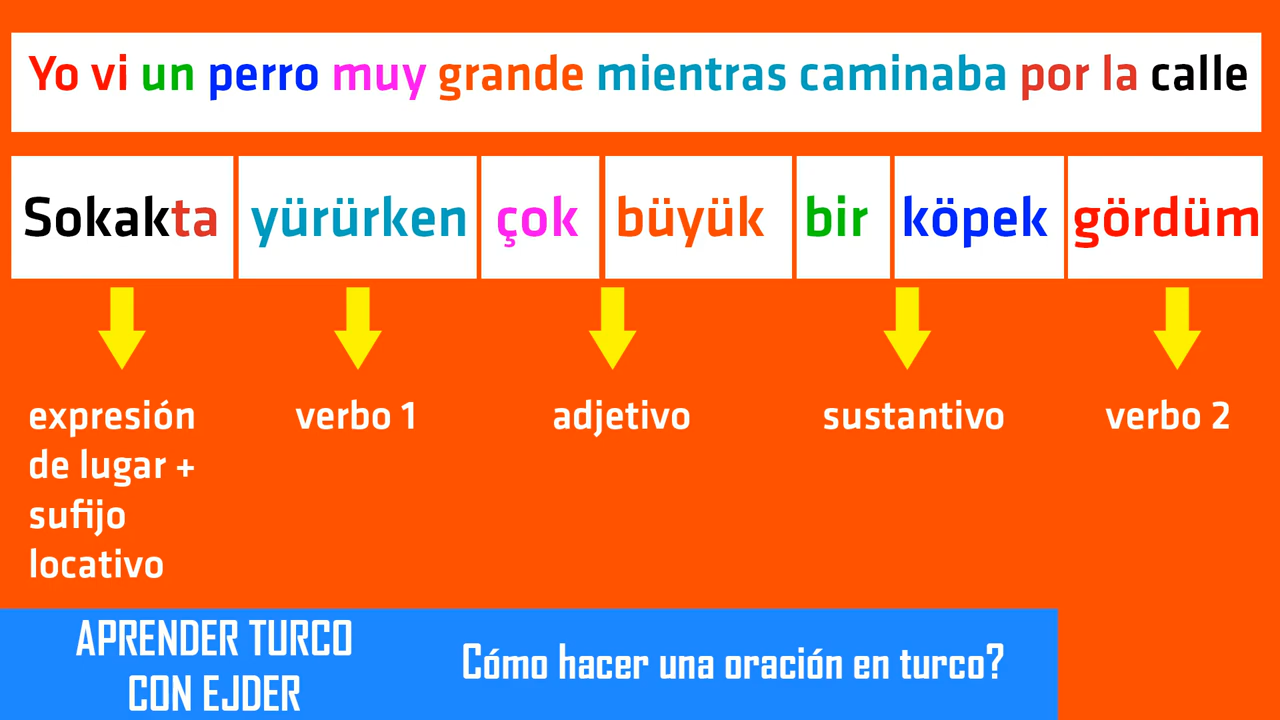 Yo vi un perro muy grande mientras caminaba por la calle
Sokakta yürürken çok büyük bir köpek gördüm
expresión
de lugar +
sufijo
locativo
verbo 1
adjetivo
sustantivo
verbo 2
APRENDER TURCO
CON EJDER
Cómo hacer una oración en turco?